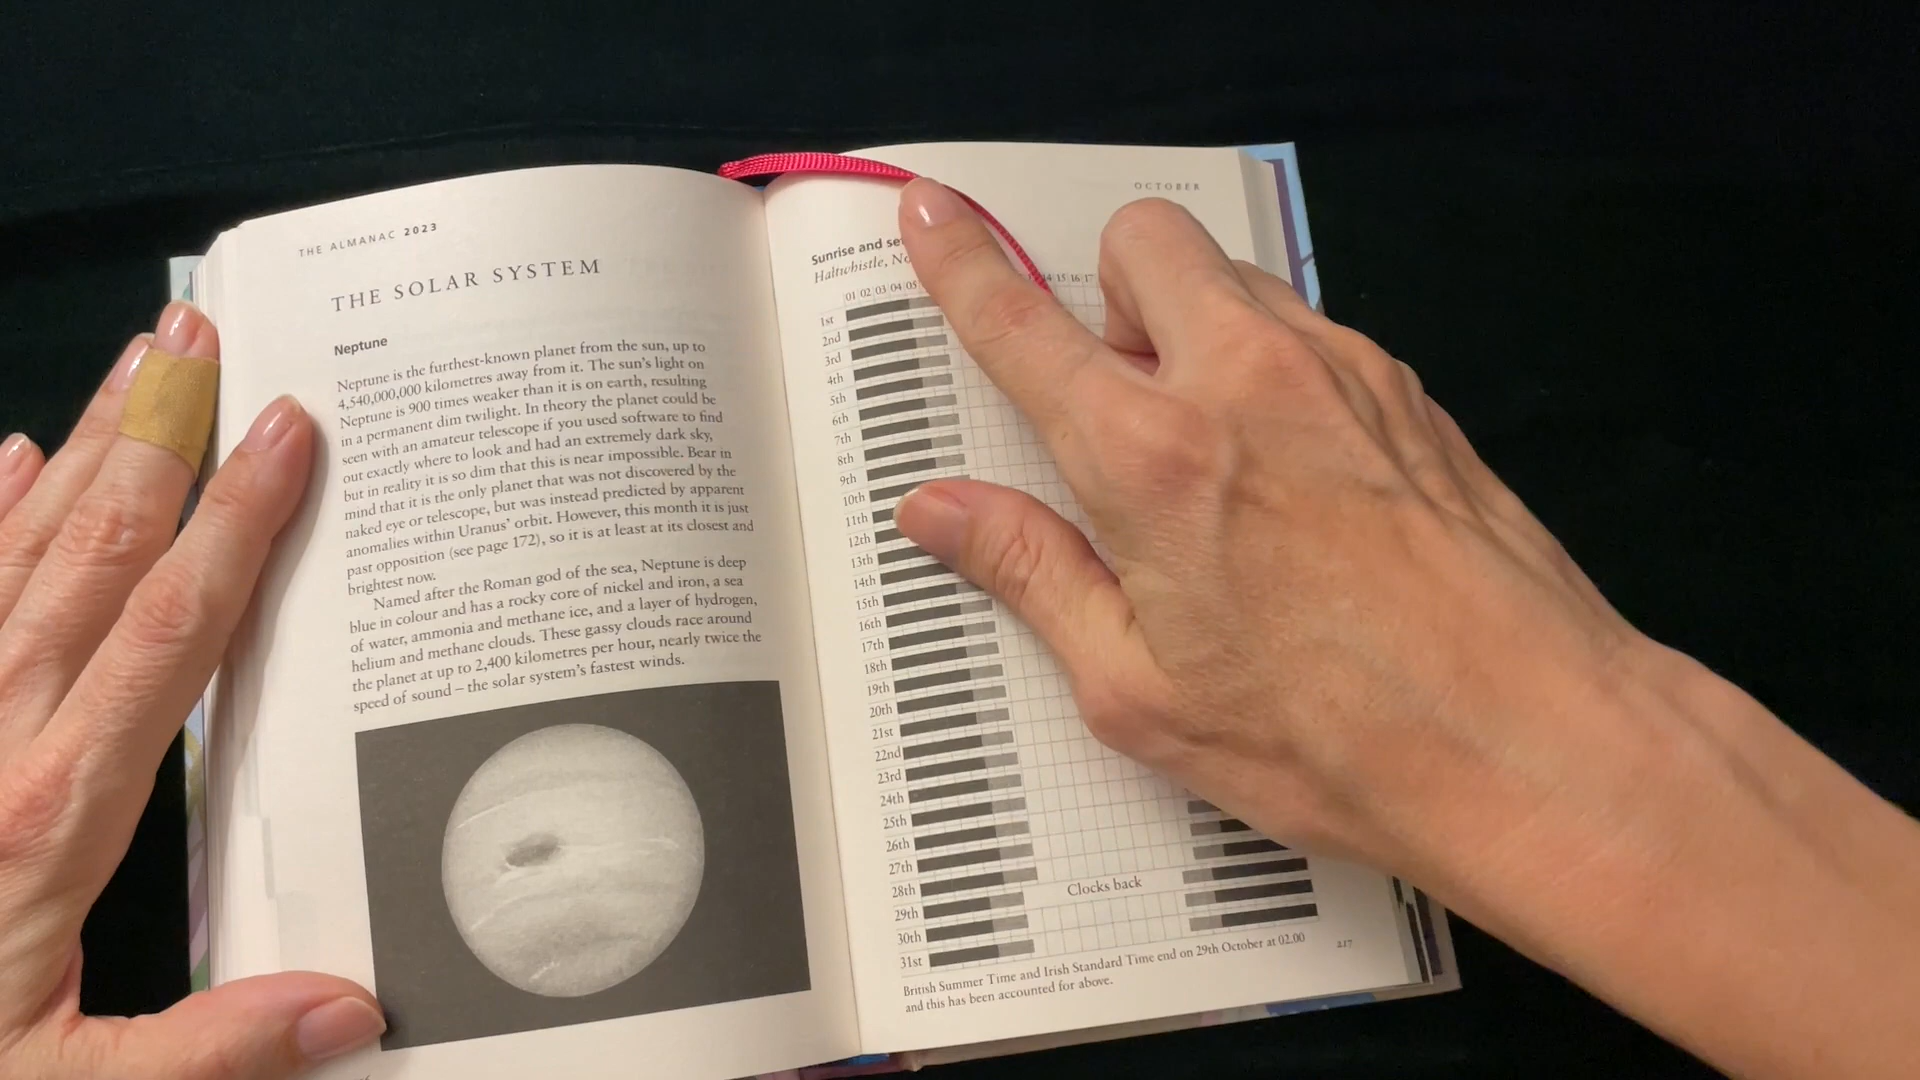 THE ALMANAC 2023
THE SOLAR SYSTEM
Neptune
Neptune is the furthest-known planet from the sun, up to
4,540,000,000 kilometres away from it. The sun's light on
Neptune is 900 times weaker than it is on earth, resulting
in a permanent dim twilight. In theory the planet could be
seen with an amateur telescope if you used software to find
out exactly where to look and had an extremely dark sky,
but in reality it is so dim that this is near impossible. Bear in
mind that it is the only planet that was not discovered by the
naked eye or telescope, but was instead predicted by apparent
anomalies within Uranus' orbit. However, this month it is just
past opposition (see page 172), so it is at least at its closest and
brightest now.
Named after the Roman god of the sea, Neptune is deep
blue in colour and has a rocky core of nickel and iron, a sea
of water, ammonia and methane ice, and a layer of hydrogen,
helium and methane clouds. These gassy clouds race around
the planet at up to 2,400 kilometres per hour, nearly twice the
speed of sound – the solar system's fastest winds.
OCTOBER
Sunrise and
Haltwhistle,
01 02 03 04 05 14 15 16 17
1st
2nd
3rd
4th
5th
6th
7th
8th
9th
10th
11th
12th
13th
14th
15th
16th
17th
18th
19th
20th
21st
22nd
23rd
24th
25th
26th
27th
28th
29th
30th
31st
Clocks back
British Summer Time and Irish Standard Time end on 29th October at 02.00
and this has been accounted for above.
217